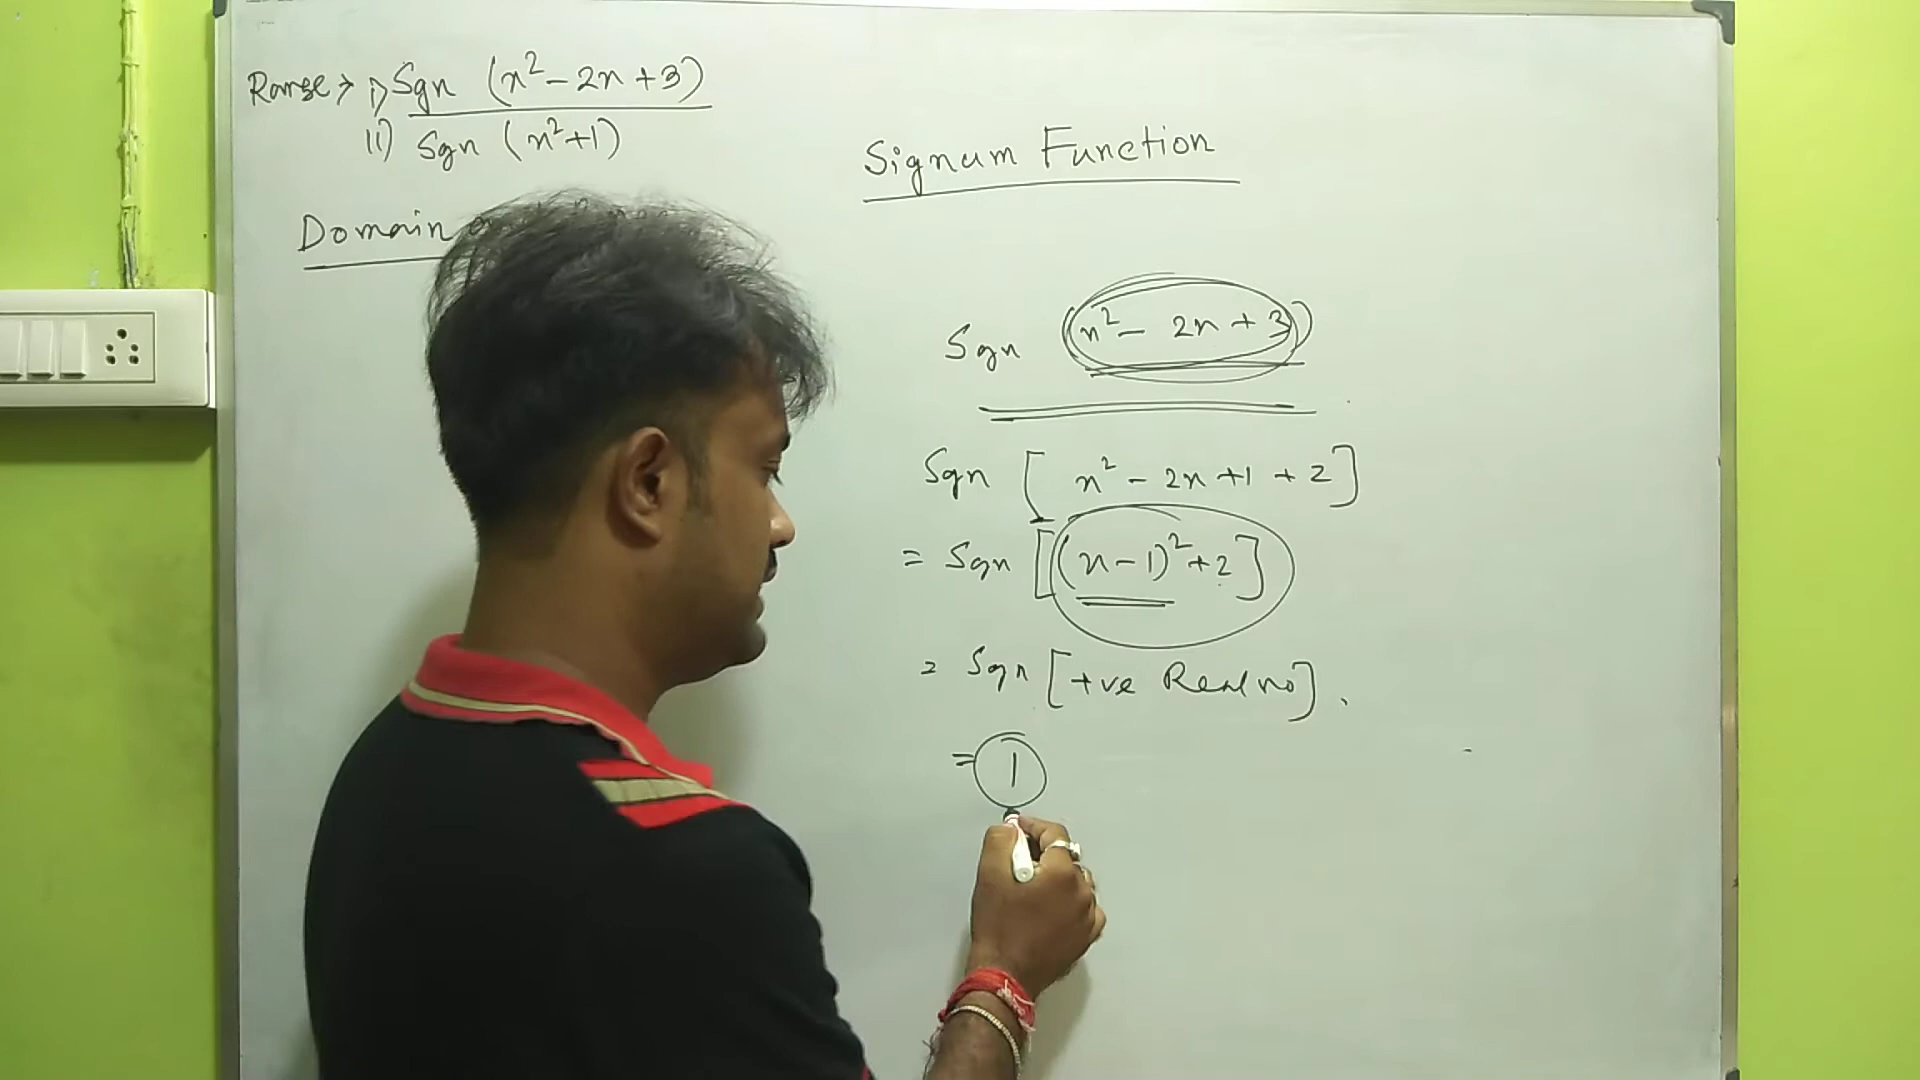 Range → i) Sgn (x² - 2x + 3)
ii) Sgn (x² + 1)
Domain
Signum Function
Sgn (x² - 2x + 3)
Sgn [x² - 2x + 1 + 2]
= Sgn [(x - 1)² + 2]
= Sgn [+ve Real no].
= 1